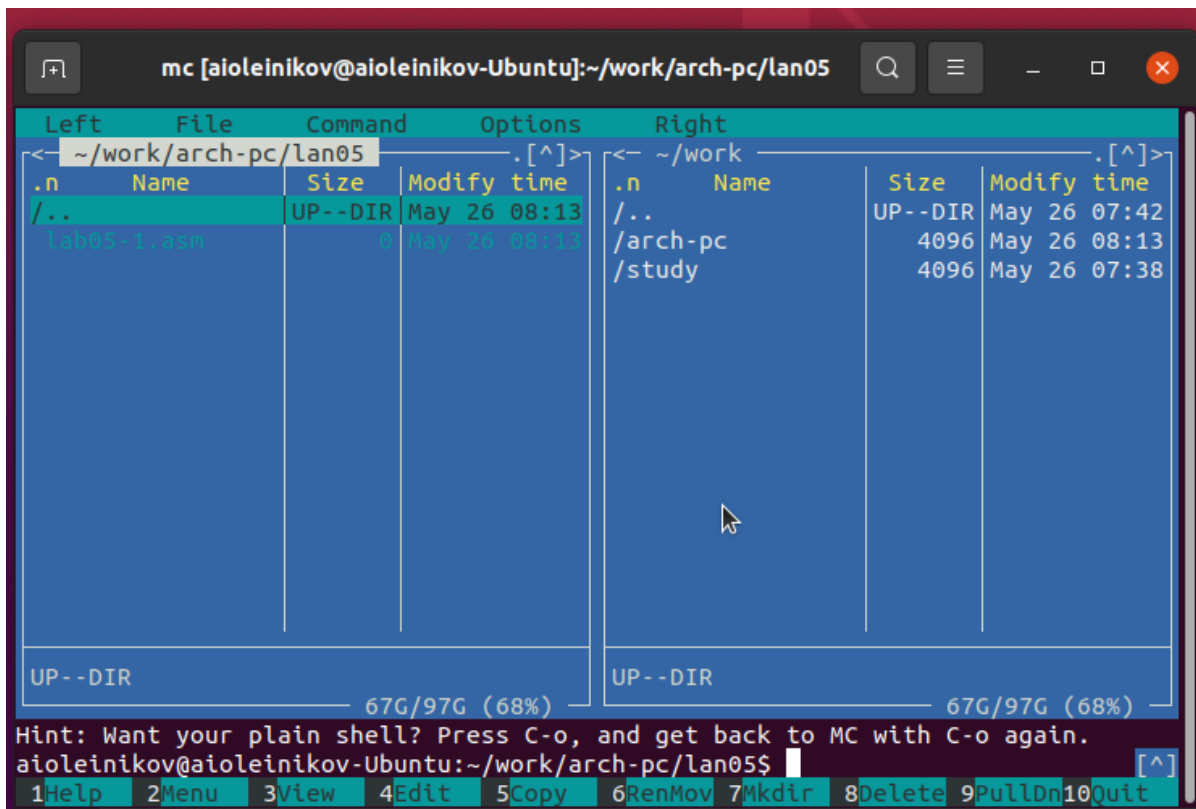 mc [aioleinikov@aioleinikov-Ubuntu]:~/work/arch-pc/lan05
Left File Command Options Right
<─ ~/work/arch-pc/lan05 ─.[^]>
.n Name Size Modify time
/.. UP--DIR May 26 08:13
lab05-1.asm 0 May 26 08:13
UP--DIR
67G/97G (68%)
<─ ~/work ─.[^]>
.n Name Size Modify time
/.. UP--DIR May 26 07:42
/arch-pc 4096 May 26 08:13
/study 4096 May 26 07:38
UP--DIR
67G/97G (68%)
Hint: Want your plain shell? Press C-o, and get back to MC with C-o again.
aioleinikov@aioleinikov-Ubuntu:~/work/arch-pc/lan05$ [^]
1Help 2Menu 3View 4Edit 5Copy 6RenMov 7Mkdir 8Delete 9PullDn 10Quit